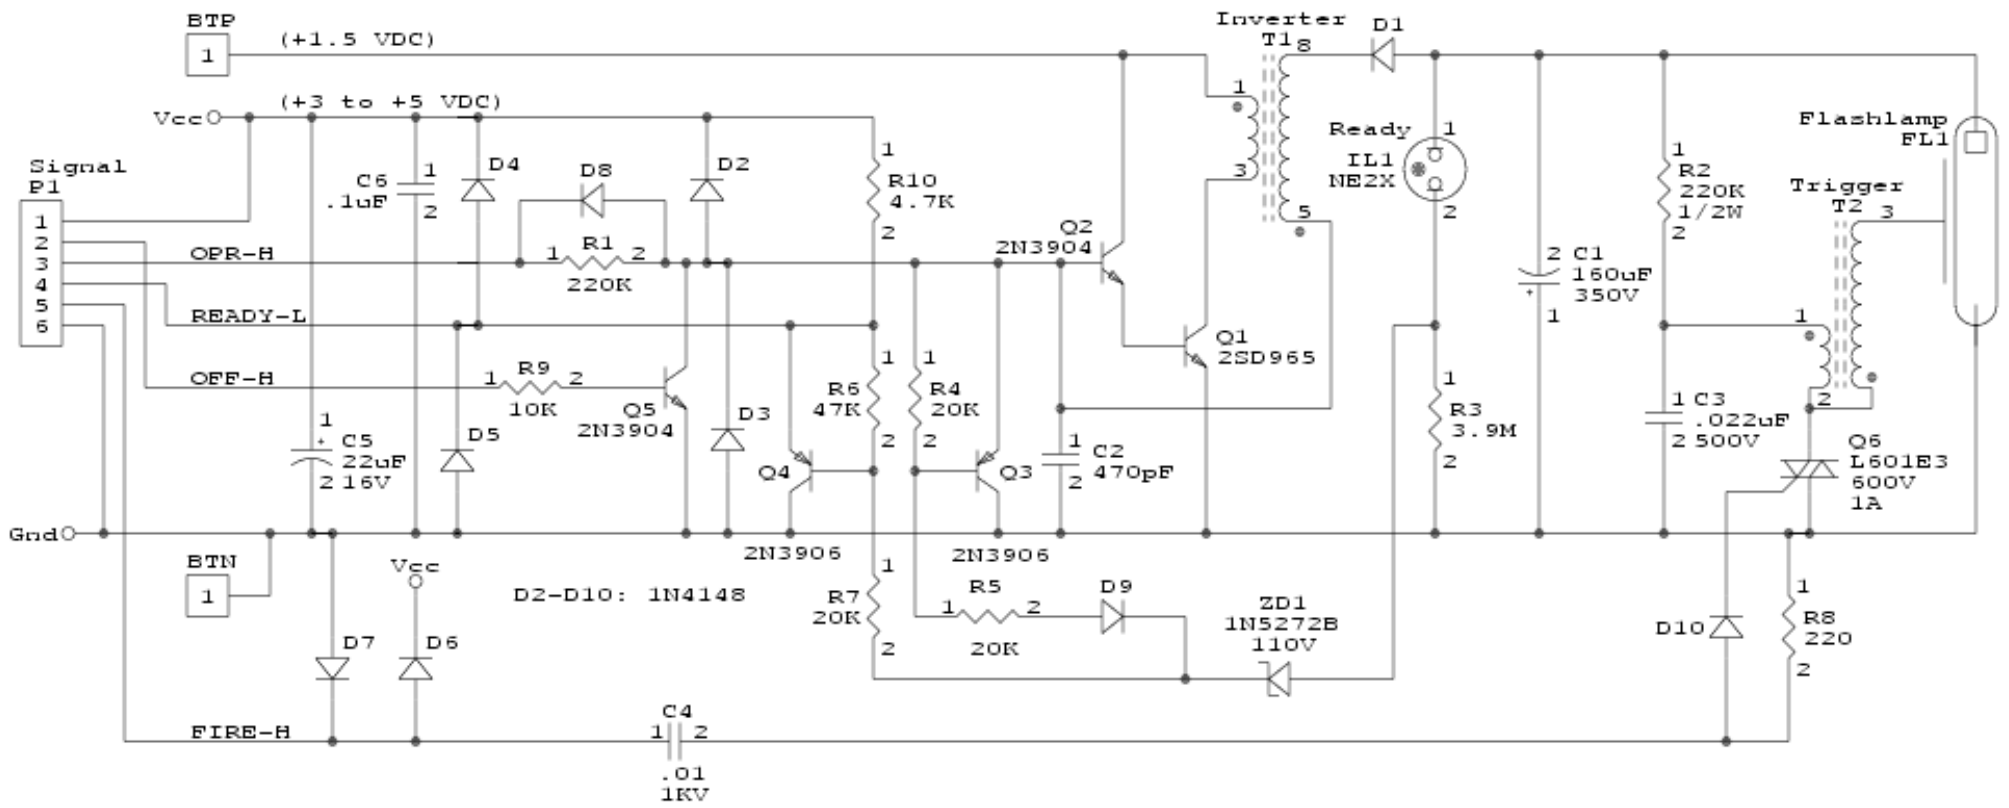 BTP
1
(+1.5 VDC)
Inverter
T1
8
1
3
5
D1
Vcc
(+3 to +5 VDC)
Signal
P1
1
2
3
4
5
6
C6
.1uF
1
2
D4
D8
D2
1
R10
4.7K
2
Ready
IL1
NE2X
1
2
1
R2
220K
1/2W
2
Flashlamp
FL1
Trigger
T2
3
1
2
OPR-H
1
R1
2
220K
Q2
2N3904
2
C1
160uF
350V
+
1
READY-L
Q1
2SD965
OFF-H
1
R9
2
10K
Q5
2N3904
1
R6
47K
2
1
R4
20K
2
D3
D5
1
+
C5
22uF
2
16V
Q4
2N3906
Q3
2N3906
1
C2
470pF
2
1
R3
3.9M
2
1
C3
.022uF
2
500V
Q6
L601E3
600V
1A
Gnd
BTN
1
Vcc
D2-D10: 1N4148
1
R7
20K
2
1
R5
2
20K
D9
ZD1
1N5272B
110V
D7
D6
D10
1
R8
220
2
FIRE-H
C4
1
2
.01
1KV